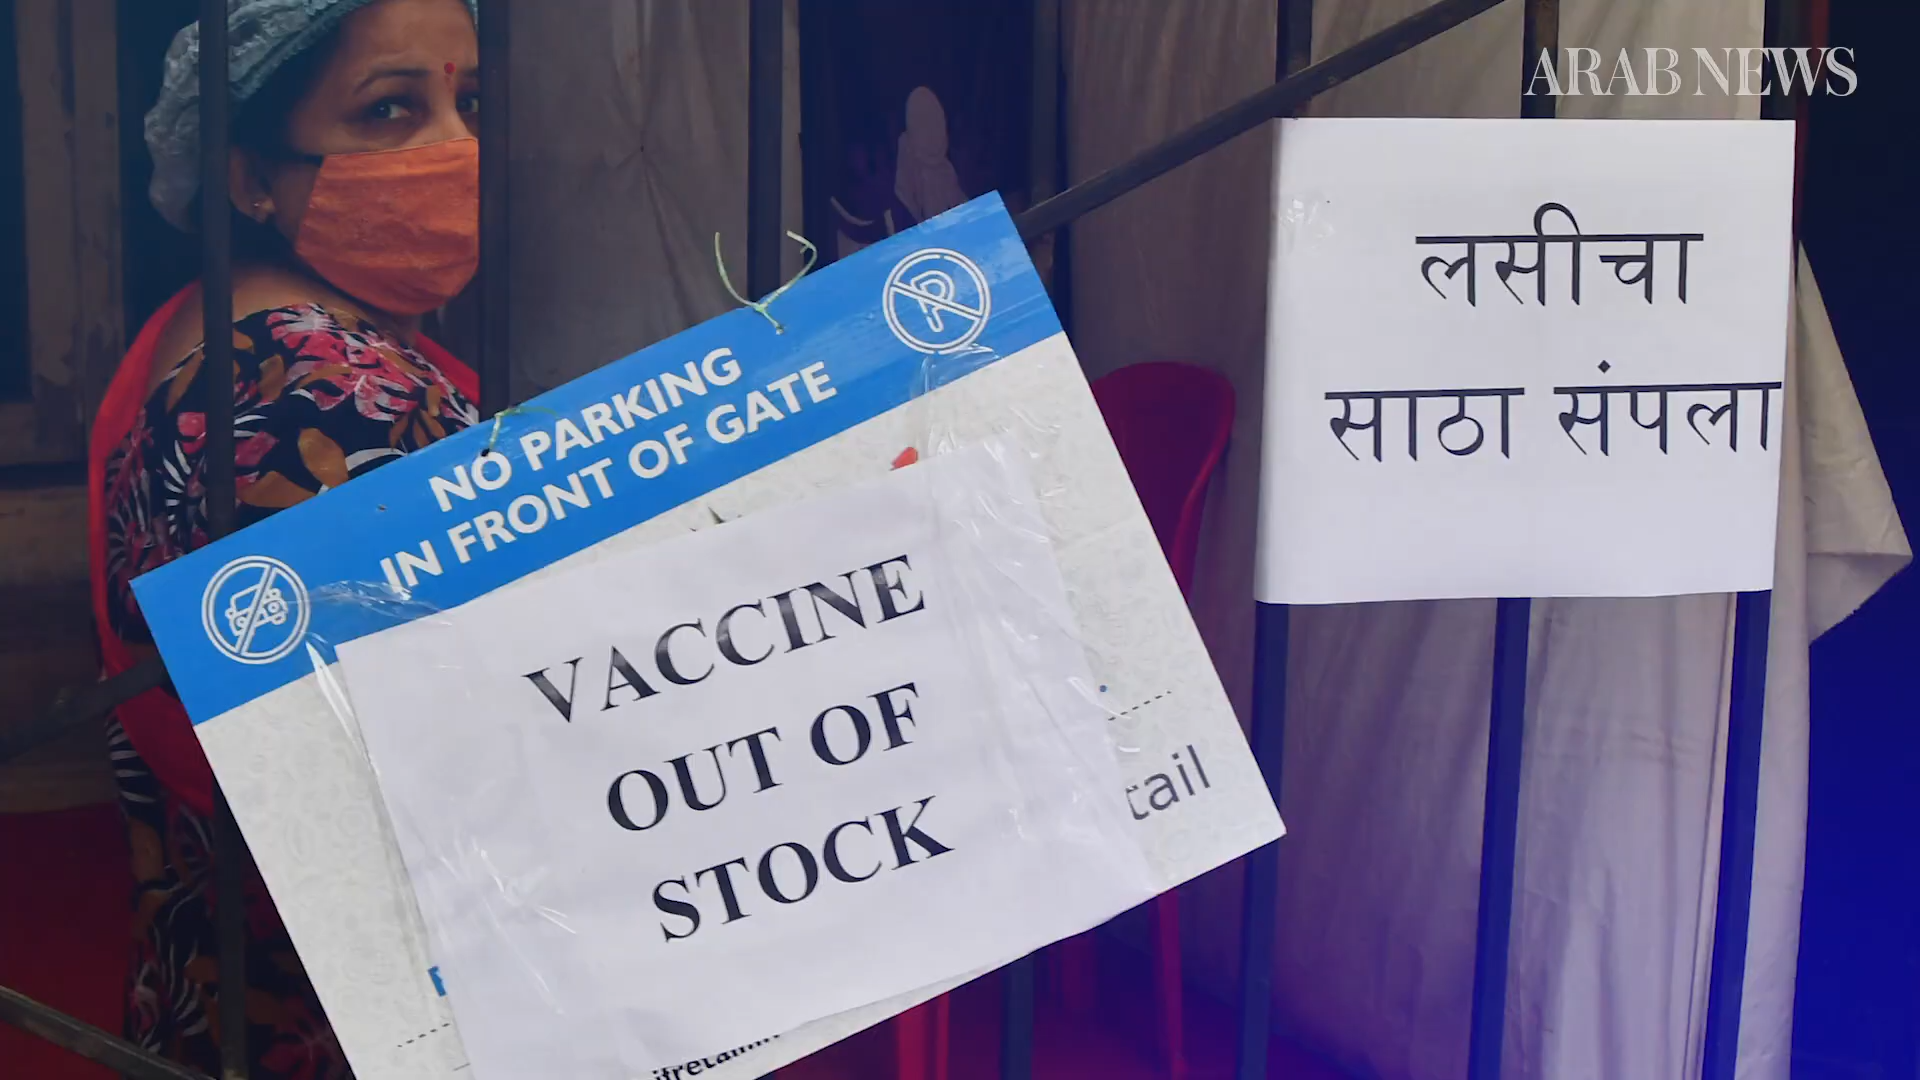 ARAB NEWS
NO PARKING
IN FRONT OF GATE
VACCINE
OUT OF
STOCK
tail
लसीचा
साठा संपला